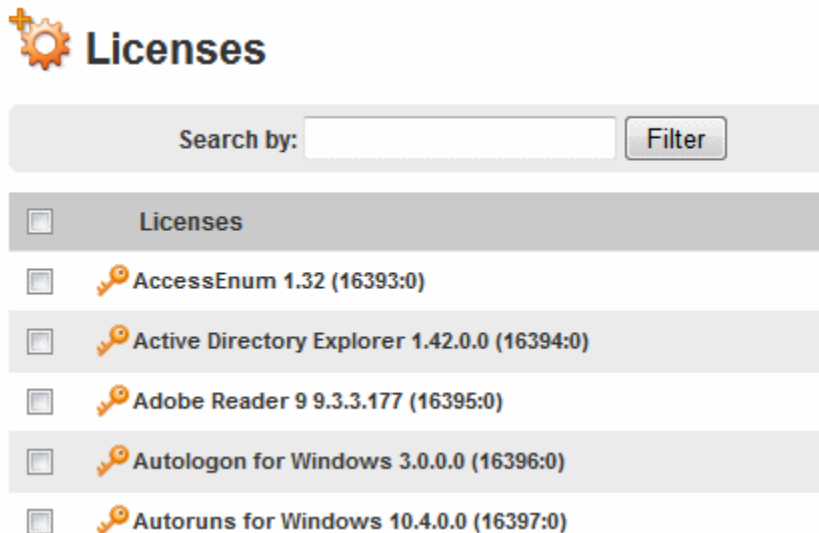 Licenses
Search by: Filter
Licenses
AccessEnum 1.32 (16393:0)
Active Directory Explorer 1.42.0.0 (16394:0)
Adobe Reader 9 9.3.3.177 (16395:0)
Autologon for Windows 3.0.0.0 (16396:0)
Autoruns for Windows 10.4.0.0 (16397:0)